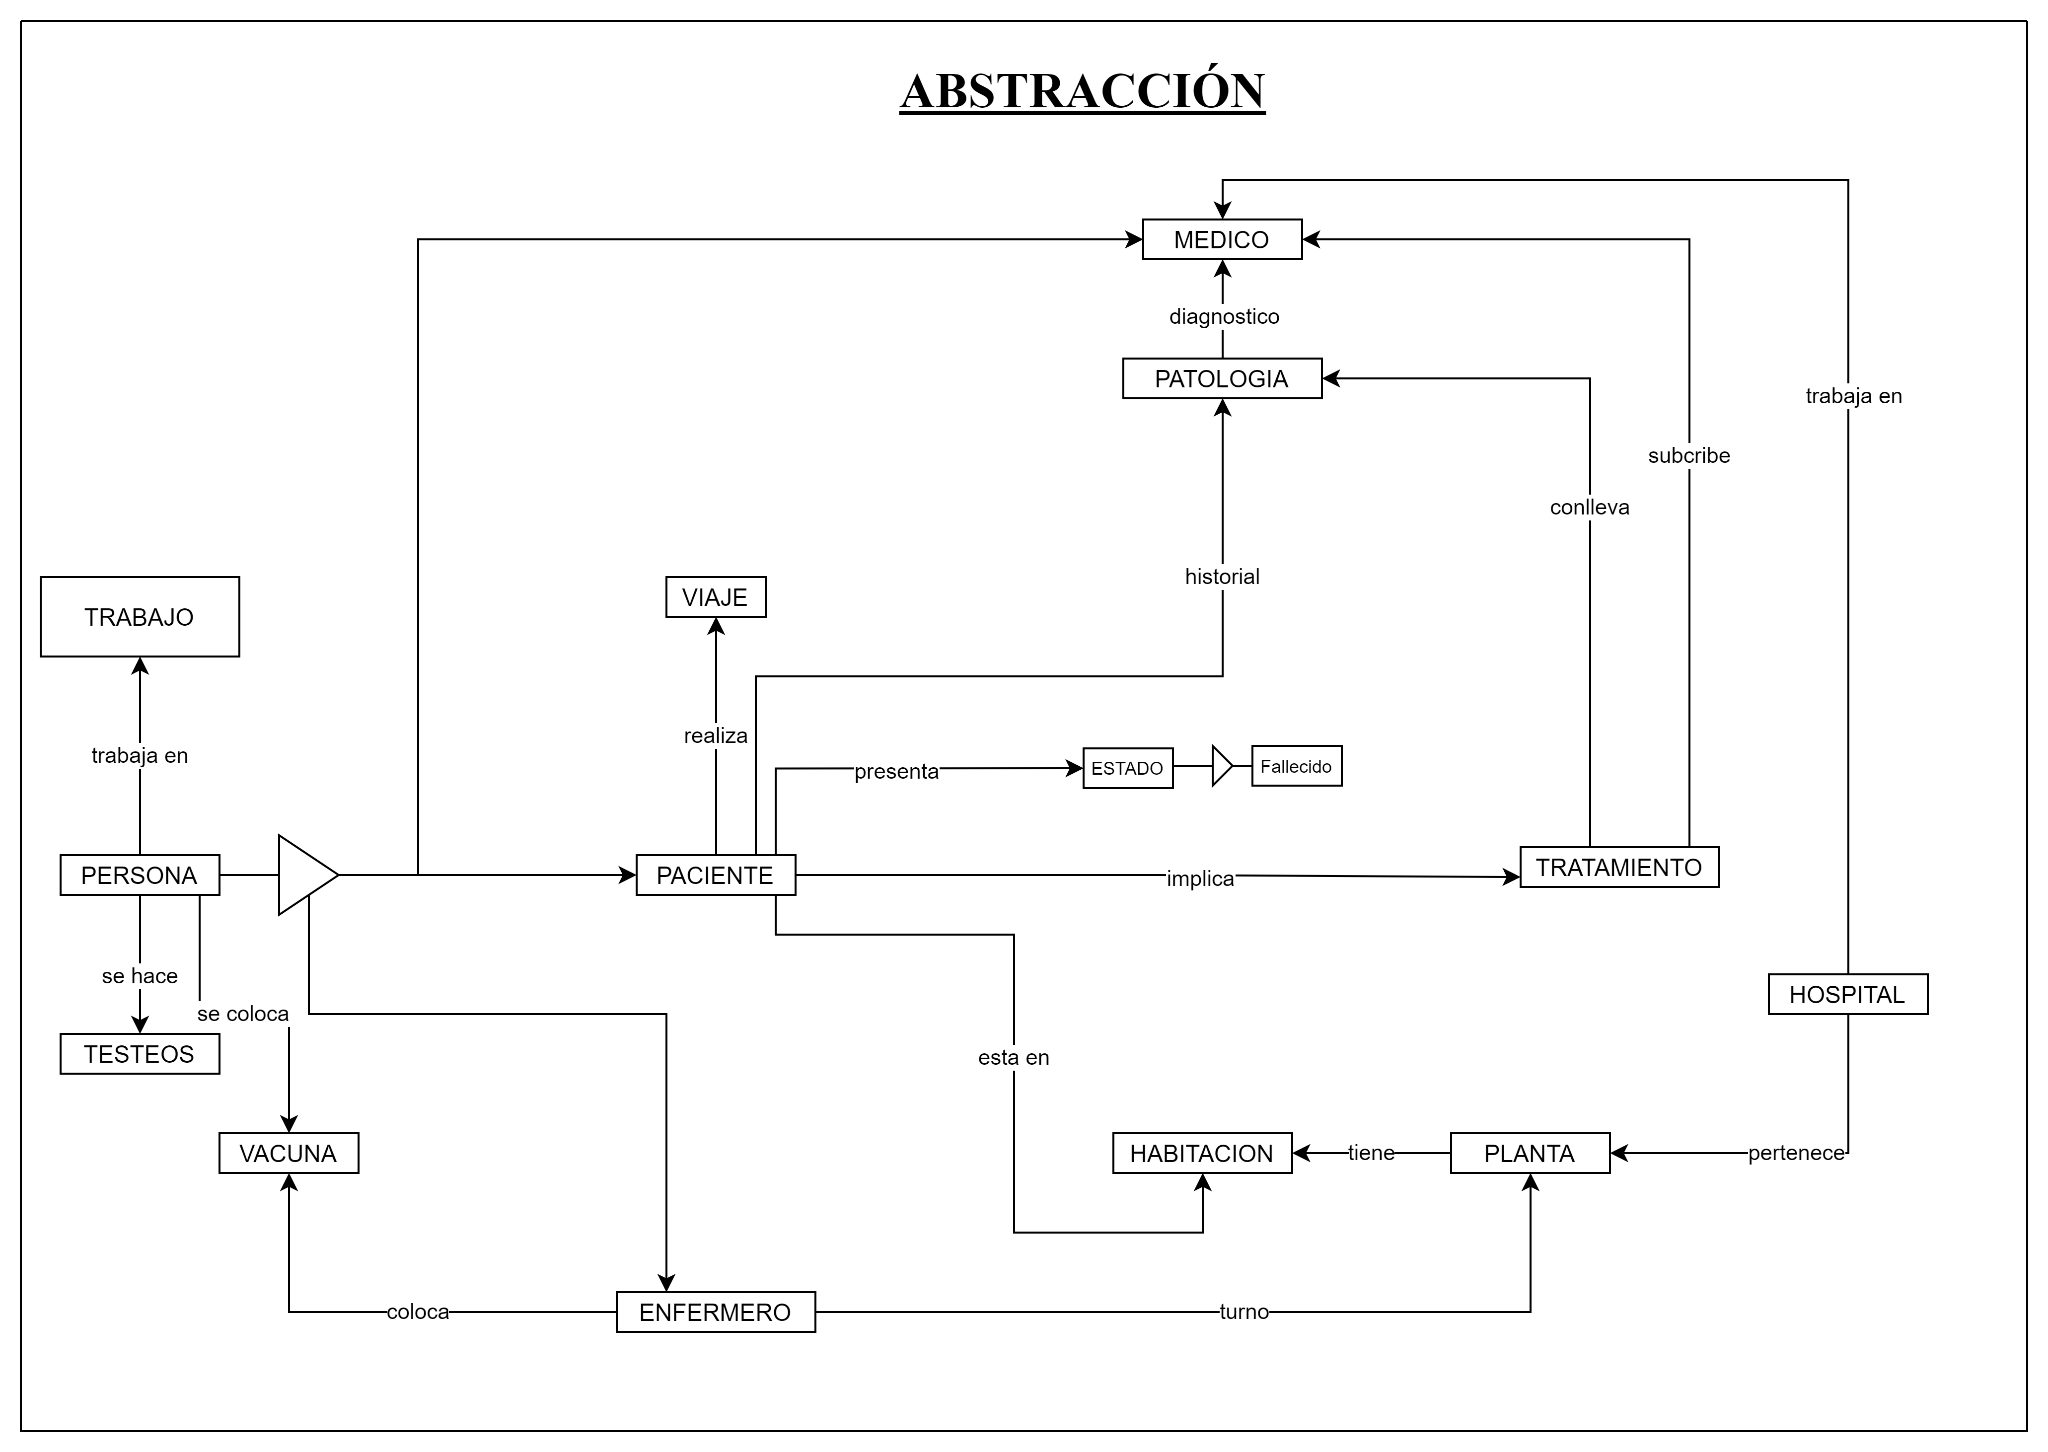 ABSTRACCIÓN
MEDICO
diagnostico
PATOLOGIA
trabaja en
subcribe
conlleva
historial
TRABAJO
VIAJE
trabaja en
realiza
presenta
ESTADO
Fallecido
PERSONA
PACIENTE
implica
TRATAMIENTO
se hace
se coloca
HOSPITAL
TESTEOS
esta en
VACUNA
HABITACION
tiene
PLANTA
pertenece
coloca
ENFERMERO
turno